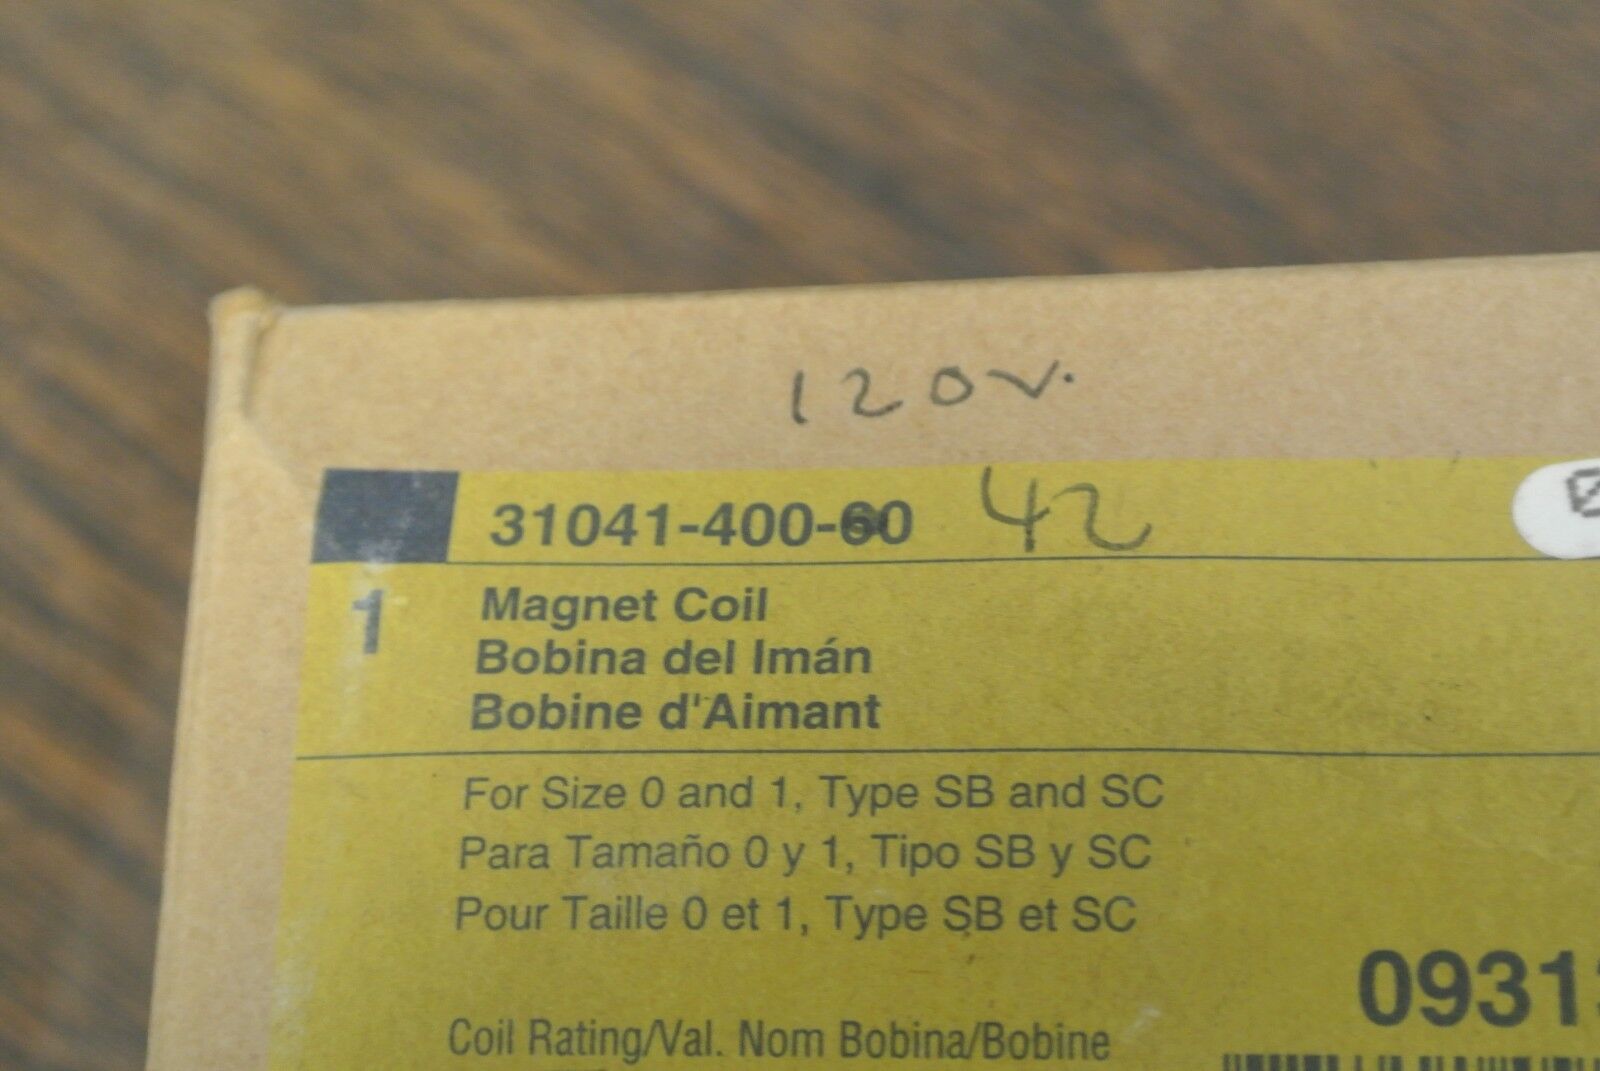 120V.
31041-400-60 42
1
Magnet Coil
Bobina del Imán
Bobine d'Aimant
For Size 0 and 1, Type SB and SC
Para Tamaño 0 y 1, Tipo SB y SC
Pour Taille 0 et 1, Type SB et SC
0931
Coil Rating/Val. Nom Bobina/Bobine